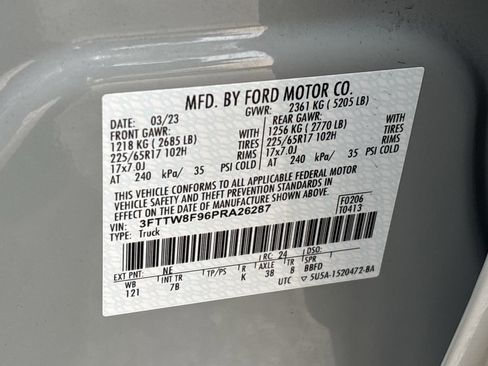 MFD. BY FORD MOTOR CO.
DATE: 03/23 GVWR: 2361 KG ( 5205 LB)
FRONT GAWR: REAR GAWR:
1218 KG ( 2685 LB) WITH 1256 KG ( 2770 LB) WITH
225/65R17 102H TIRES 225/65R17 102H TIRES
17x7.0J RIMS 17x7.0J RIMS
AT 240 kPa/ 35 PSI COLD AT 240 kPa/ 35 PSI COLD
THIS VEHICLE CONFORMS TO ALL APPLICABLE FEDERAL MOTOR
VEHICLE SAFETY AND THEFT PREVENTION STANDARDS IN
EFFECT ON THE DATE OF MANUFACTURE SHOWN ABOVE.
VIN: 3FTTW8F96PRA26287 F0206
TYPE: Truck T0413
EXT PNT: NE RC: 24 DSO:
WB INT TR TP/PS R AXLE TR SPR
121 7B K 38 8 BBFD
UTC ▽5U5A-1520472-BA